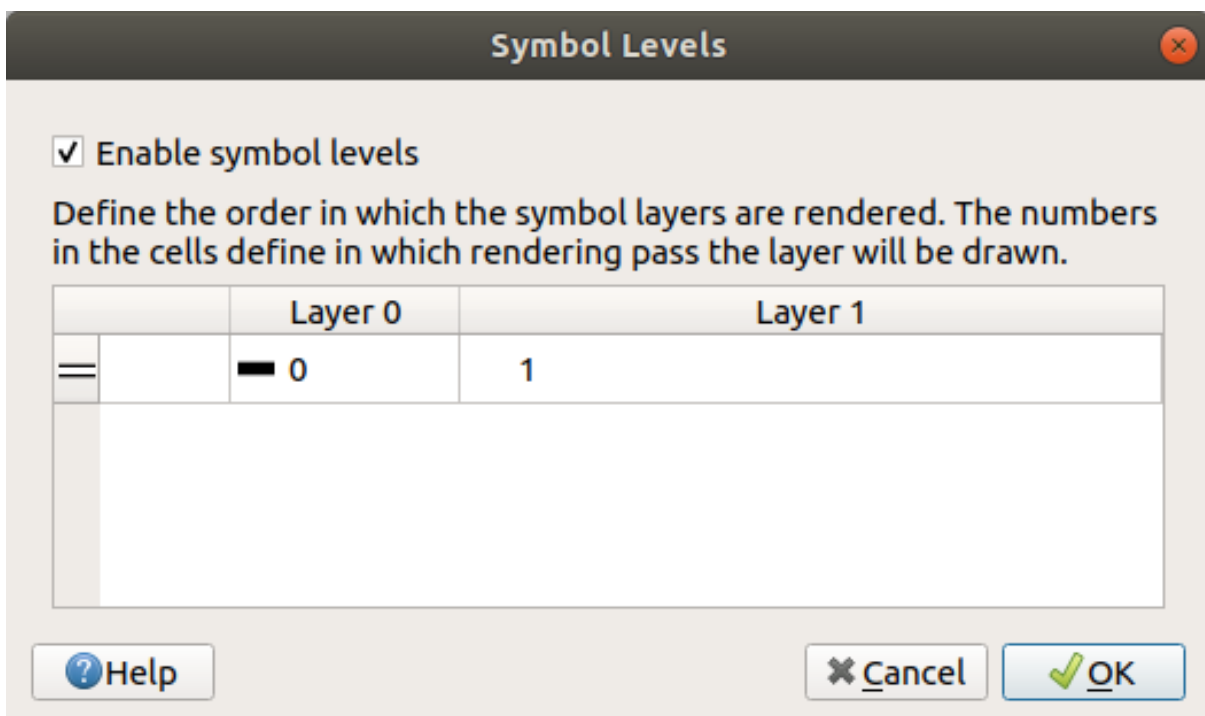 Symbol Levels
Enable symbol levels
Define the order in which the symbol layers are rendered. The numbers
in the cells define in which rendering pass the layer will be drawn.
Layer 0 Layer 1
0 1
Help Cancel OK